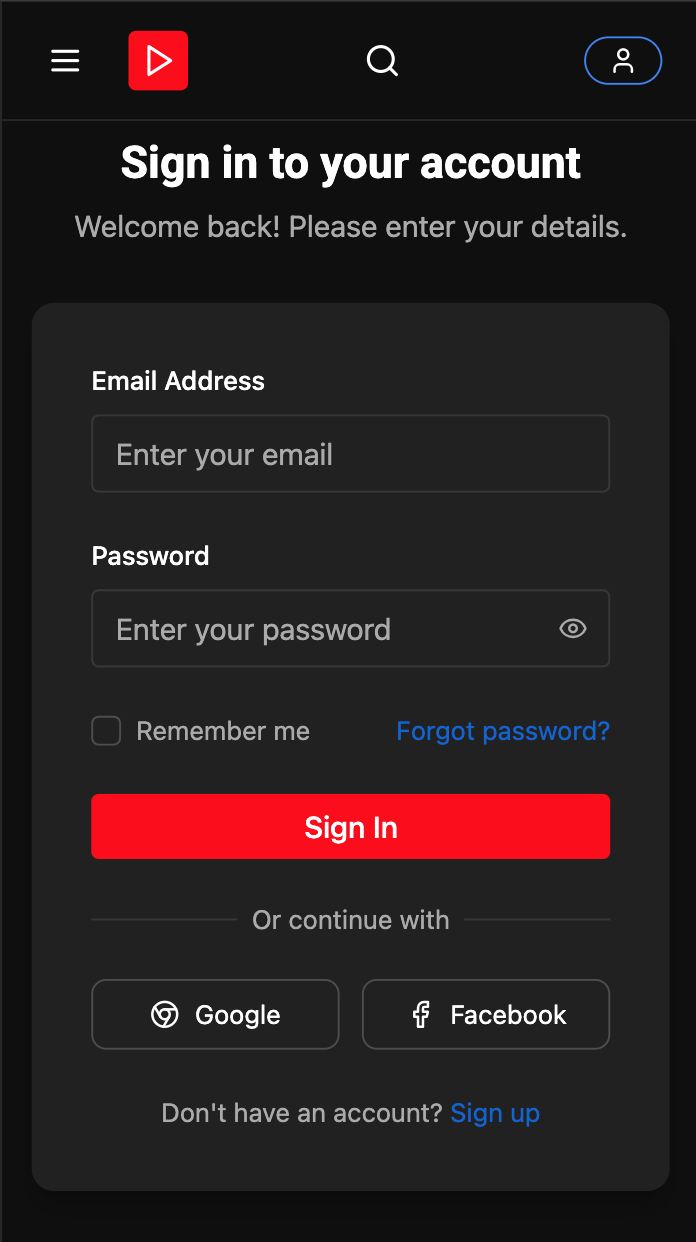 Sign in to your account
Welcome back! Please enter your details.
Email Address
Enter your email
Password
Enter your password
Remember me
Forgot password?
Sign In
Or continue with
Google
Facebook
Don't have an account? Sign up